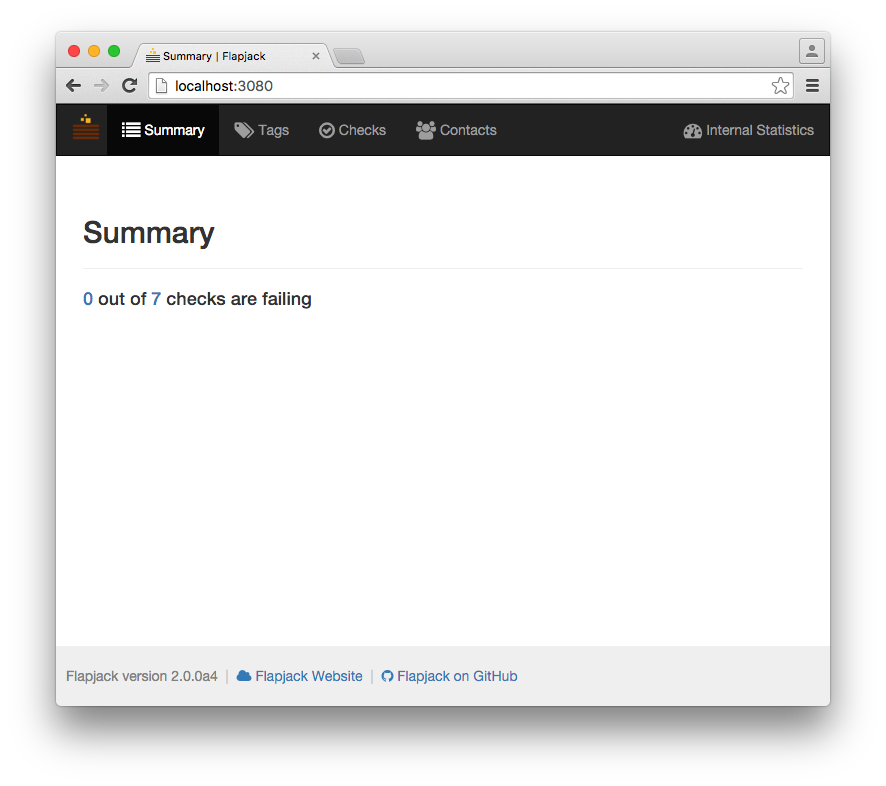 Summary | Flapjack
localhost:3080
Summary Tags Checks Contacts Internal Statistics
Summary
0 out of 7 checks are failing
Flapjack version 2.0.0a4 | Flapjack Website | Flapjack on GitHub